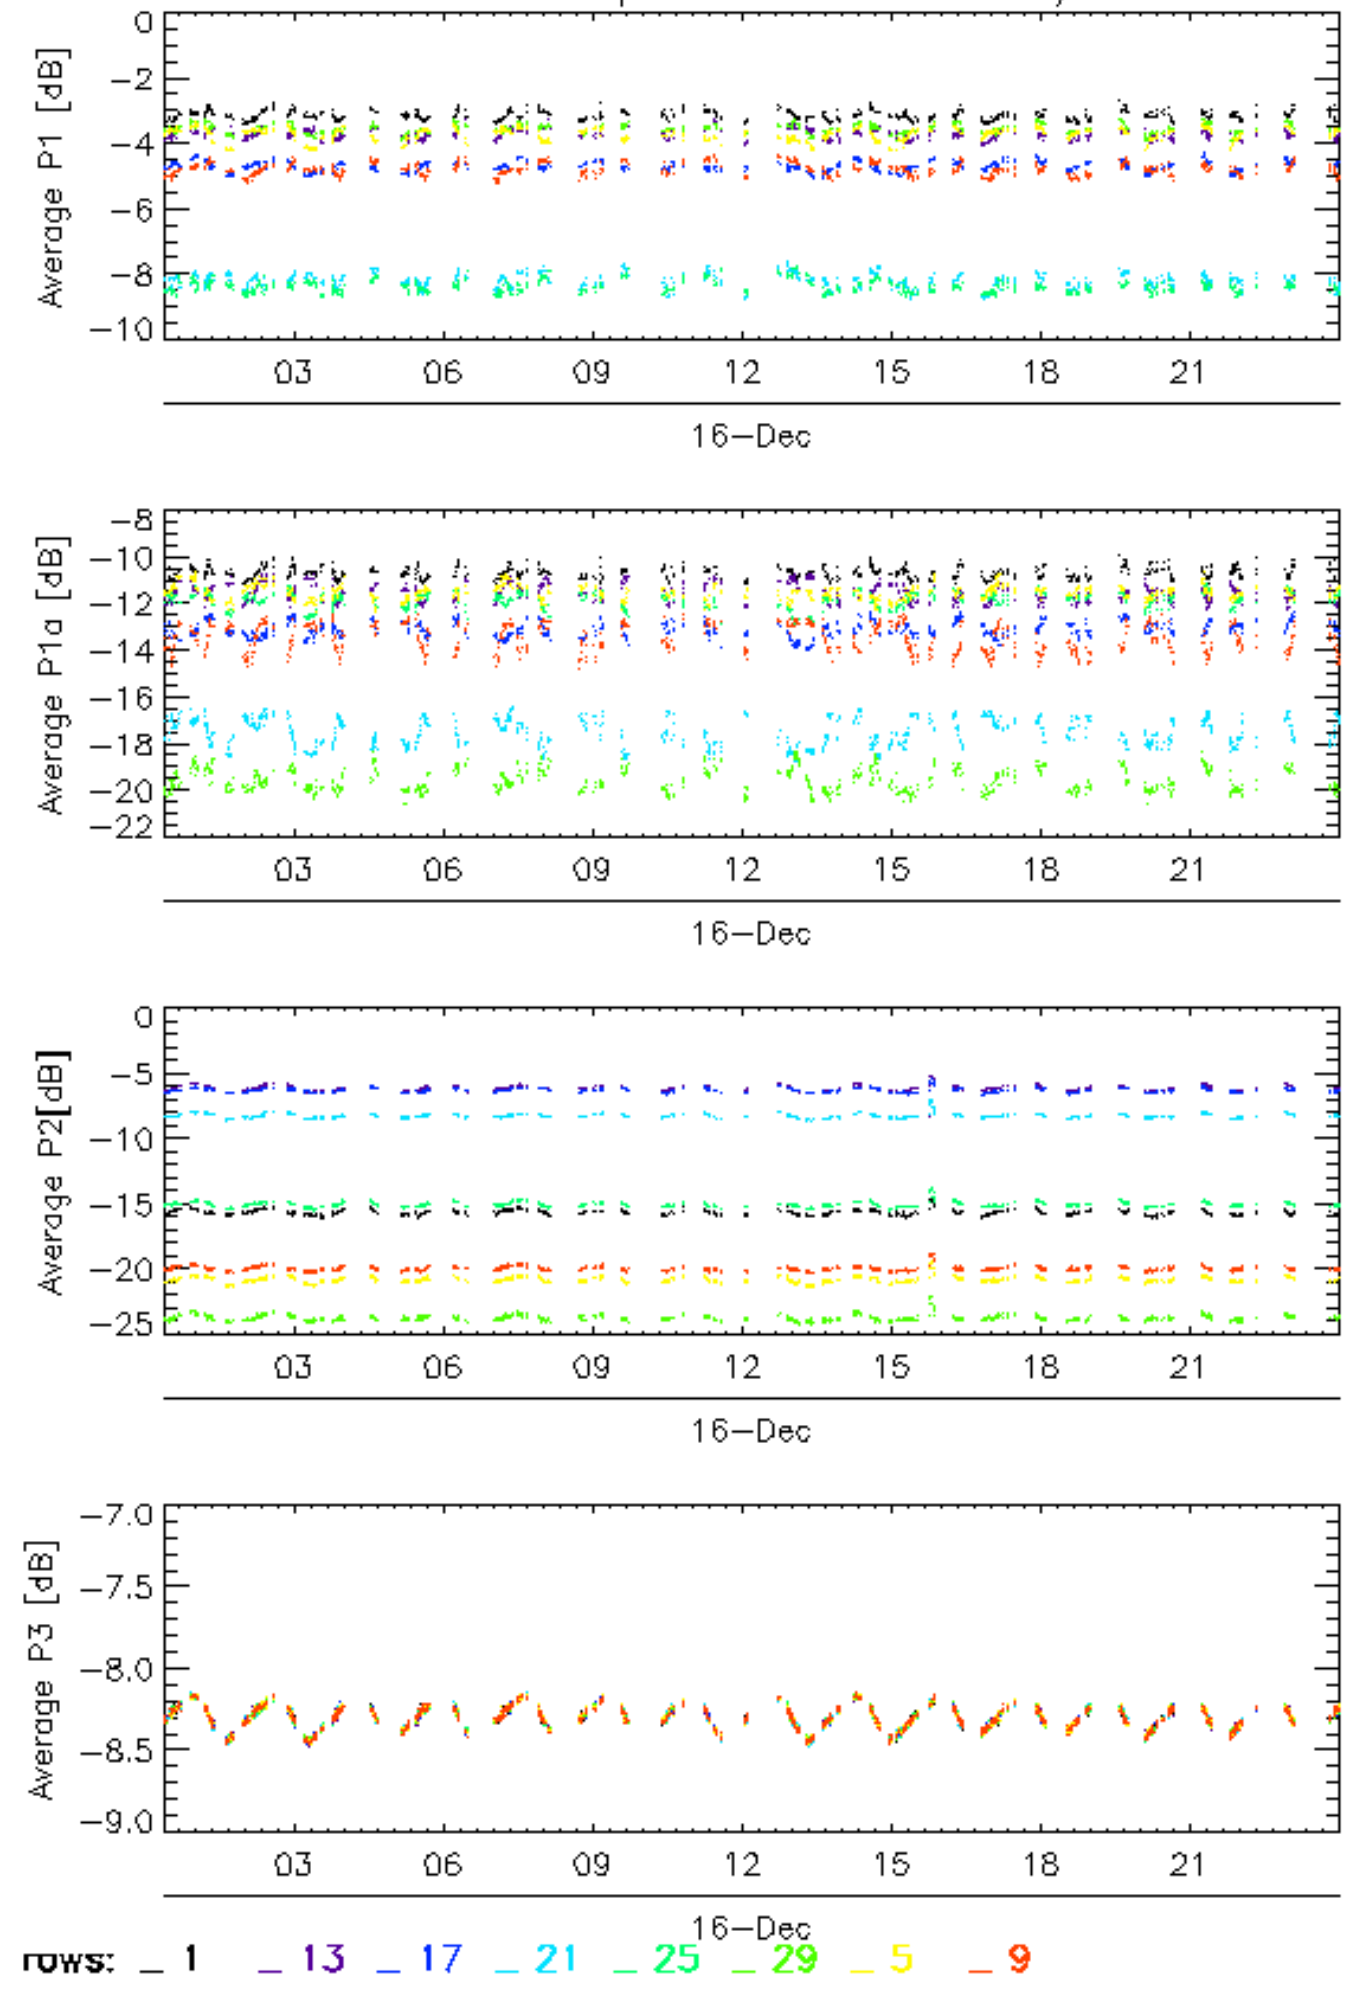 Average P1 [dB]
0
−2
−4
−6
−8
−10
03 06 09 12 15 18 21
16−Dec
Average P1a [dB]
−8
−10
−12
−14
−16
−18
−20
−22
03 06 09 12 15 18 21
16−Dec
Average P2[dB]
0
−5
−10
−15
−20
−25
03 06 09 12 15 18 21
16−Dec
Average P3 [dB]
−7.0
−7.5
−8.0
−8.5
−9.0
03 06 09 12 15 18 21
16−Dec
rows: _ 1 _ 13 _ 17 _ 21 _ 25 _ 29 _ 5 _ 9